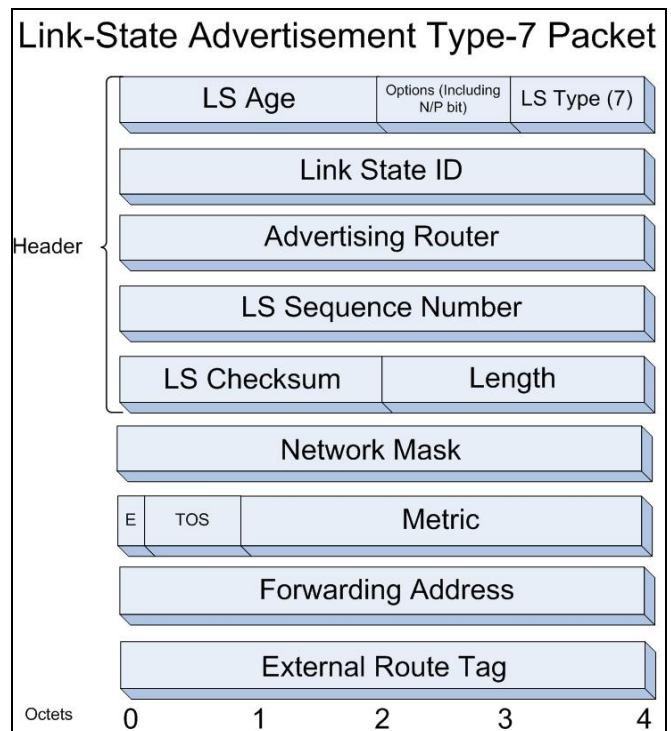 Link-State Advertisement Type-7 Packet
LS Age
Options (Including
N/P bit)
LS Type (7)
Link State ID
Header
Advertising Router
LS Sequence Number
LS Checksum
Length
Network Mask
E
TOS
Metric
Forwarding Address
External Route Tag
Octets 0 1 2 3 4